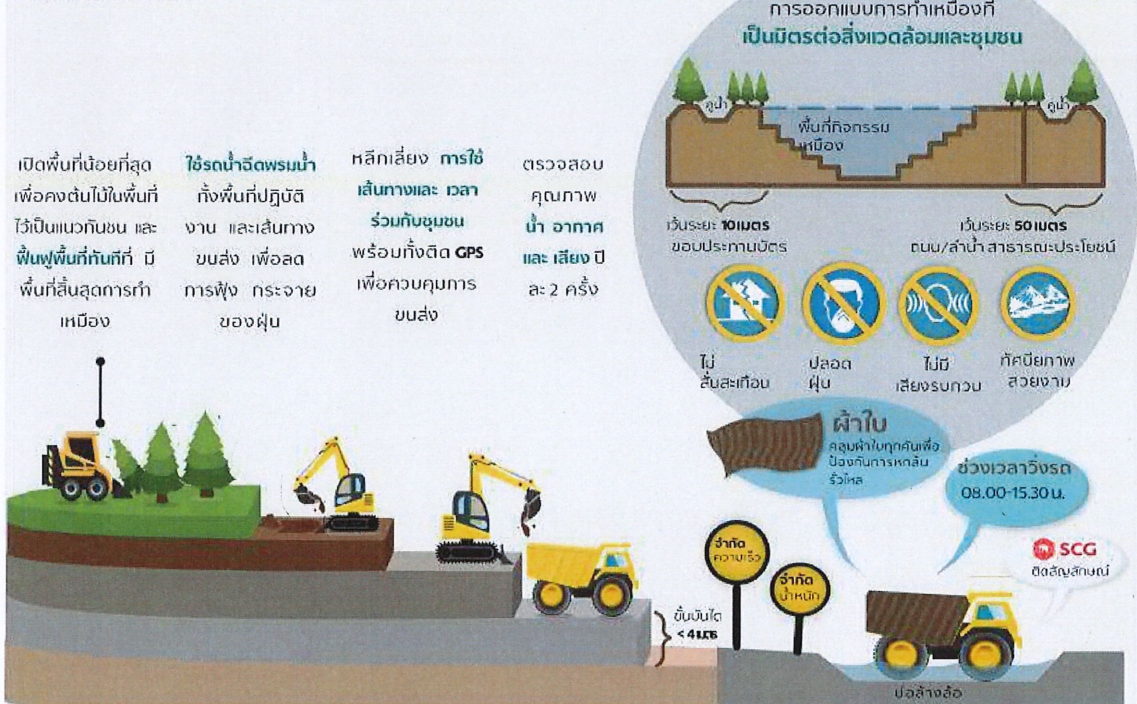 การออกแบบการทำเหมืองที่
เป็นมิตรต่อสิ่งแวดล้อมและชุมชน
คูน้ำ
คูน้ำ
พื้นที่กิจกรรม
เหมือง
เว้นระยะ 10เมตร
ขอบประทานบัตร
เว้นระยะ 50เมตร
ถนน/ลำน้ำ สาธารณะประโยชน์
ไม่
สั่นสะเทือน
ปลอด
ฝุ่น
ไม่มี
เสียงรบกวน
ทัศนียภาพ
สวยงาม
เปิดพื้นที่น้อยที่สุด
เพื่อคงต้นไม้ในพื้นที่
ไว้เป็นแนวกันชน และ
ฟื้นฟูพื้นที่ทันทีที่ มี
พื้นที่สิ้นสุดการทำ
เหมือง
ใช้รถน้ำฉีดพรมน้ำ
ทั้งพื้นที่ปฏิบัติ
งาน และเส้นทาง
ขนส่ง เพื่อลด
การฟุ้ง กระจาย
ของฝุ่น
หลีกเลี่ยง การใช้
เส้นทางและ เวลา
ร่วมกับชุมชน
พร้อมทั้งติด GPS
เพื่อควบคุมการ
ขนส่ง
ตรวจสอบ
คุณภาพ
น้ำ อากาศ
และ เสียง ปี
ละ 2 ครั้ง
ผ้าใบ
คลุมผ้าใบทุกคันเพื่อ
ป้องกันการหกล้น
รั่วไหล
ช่วงเวลาวิ่งรถ
08.00-15.30 น.
SCG
ติดสัญลักษณ์
จำกัด
ความเร็ว
จำกัด
น้ำหนัก
ขั้นบันได
< 4 เมตร
บ่อล้างล้อ